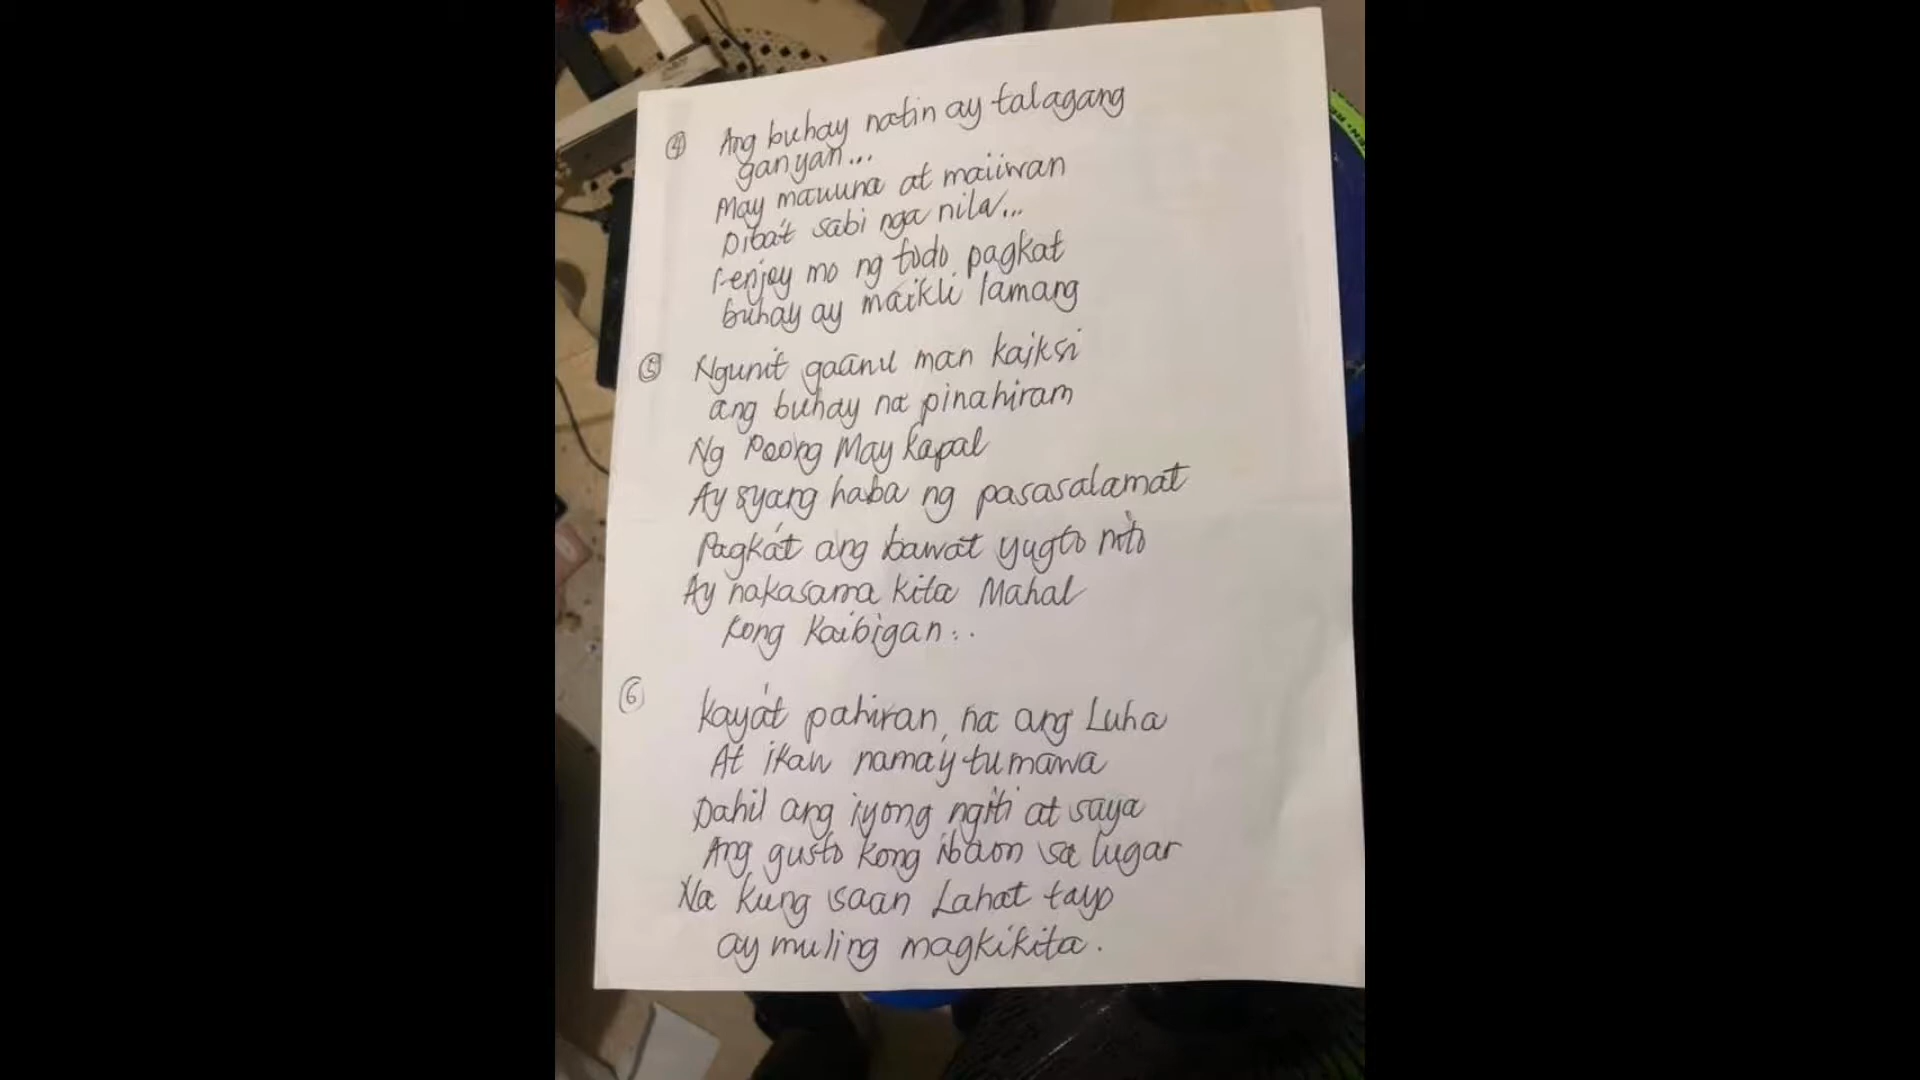 ④ Ang buhay natin ay talagang
ganyan...
May mauuna at maiiwan
Diba't sabi nga nila...
I-enjoy mo ng todo pagkat
buhay ay maikli lamang
⑤ Ngunit gaanu man kaiksi
ang buhay na pinahiram
Ng Poong May Kapal
Ay syang haba ng pasasalamat
Pagka't ang bawat yugto nito
Ay nakasama kita Mahal
kong kaibigan...
⑥ Kaya't pahiran na ang Luha
At ikaw nama'y tumawa
Dahil ang iyong ngiti at saya
Ang gusto kong ibaon sa lugar
Na kung saan Lahat tayo
ay muling magkikita.